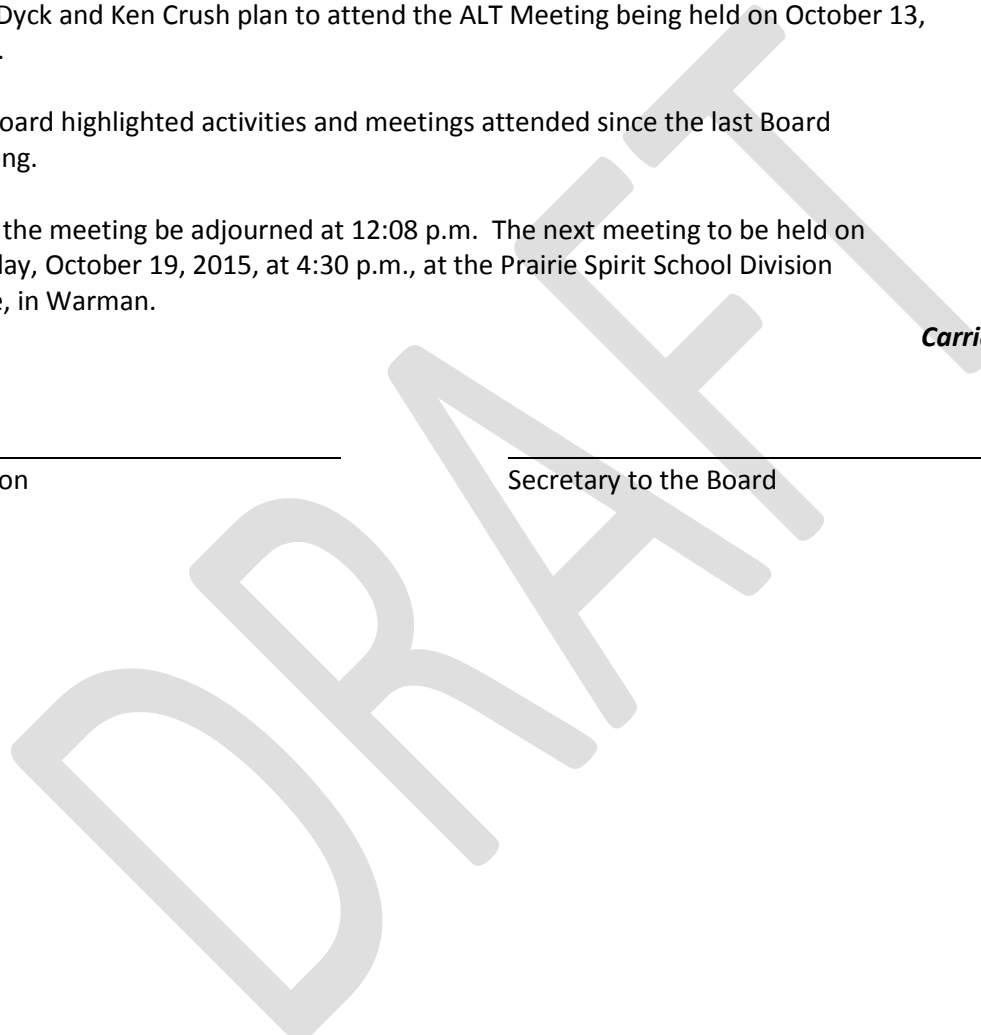 Dyck and Ken Crush plan to attend the ALT Meeting being held on October 13,
.
oard highlighted activities and meetings attended since the last Board
ng.
the meeting be adjourned at 12:08 p.m. The next meeting to be held on
lay, October 19, 2015, at 4:30 p.m., at the Prairie Spirit School Division
e, in Warman.
Carri
on
Secretary to the Board
DRAFT